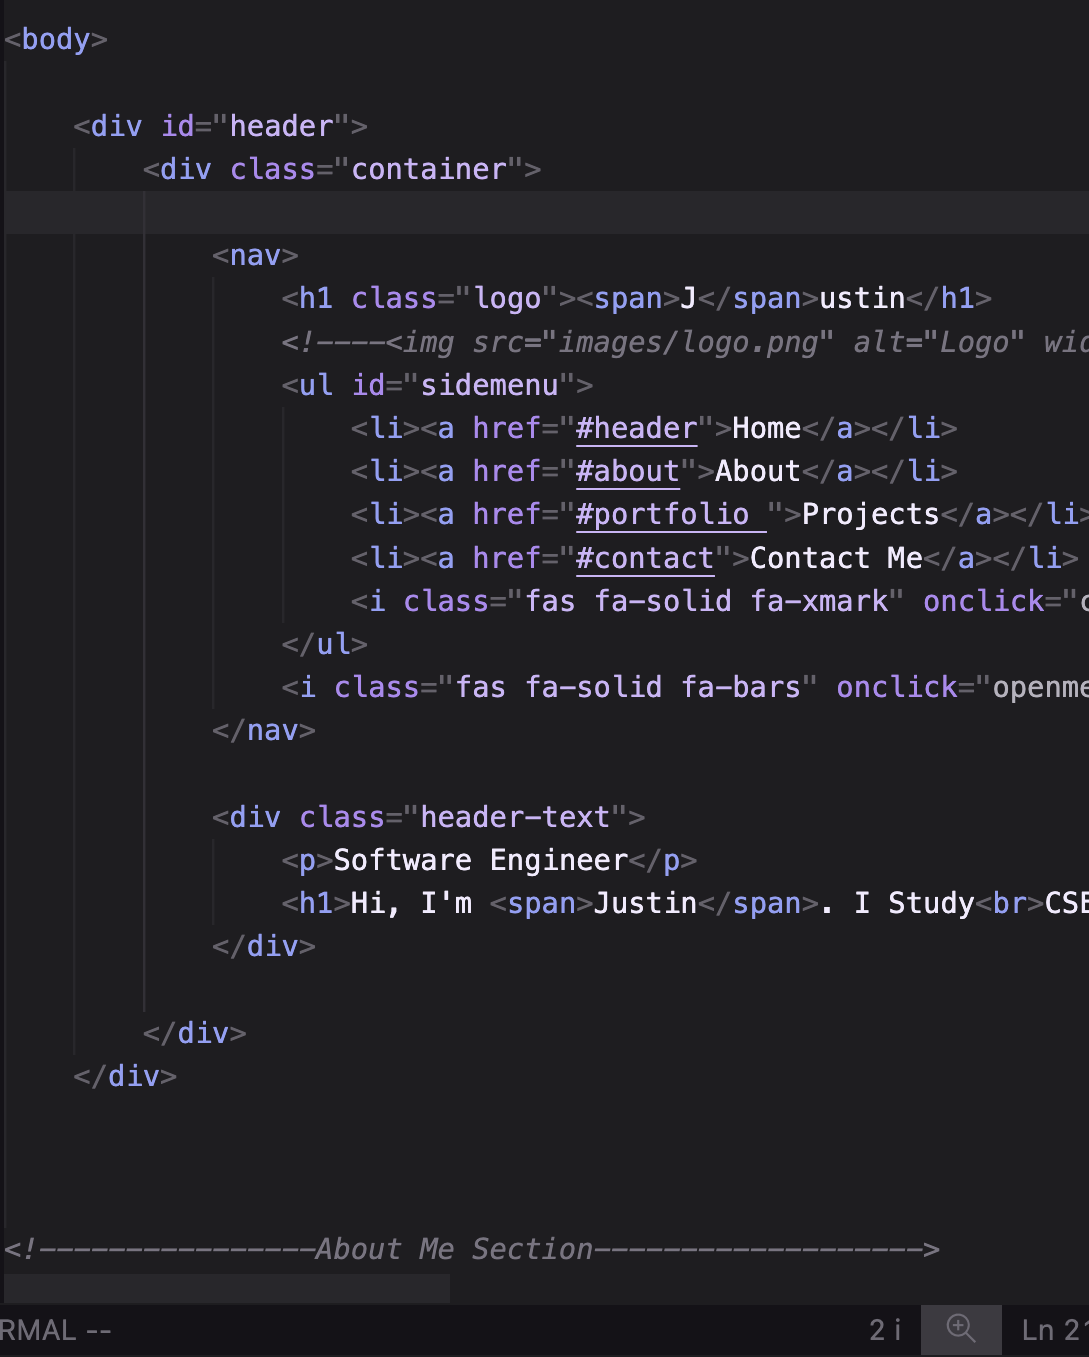 <body>
<div id="header">
<div class="container">
<nav>
<h1 class="logo"><span>J</span>ustin</h1>
<!----<img src="images/logo.png" alt="Logo" wid
<ul id="sidemenu">
<li><a href="#header">Home</a></li>
<li><a href="#about">About</a></li>
<li><a href="#portfolio ">Projects</a></li>
<li><a href="#contact">Contact Me</a></li>
<i class="fas fa-solid fa-xmark" onclick="c
</ul>
<i class="fas fa-solid fa-bars" onclick="openme
</nav>
<div class="header-text">
<p>Software Engineer</p>
<h1>Hi, I'm <span>Justin</span>. I Study<br>CSE
</div>
</div>
</div>
<!----------------About Me Section------------------->
RMAL -- 2 i Ln 21